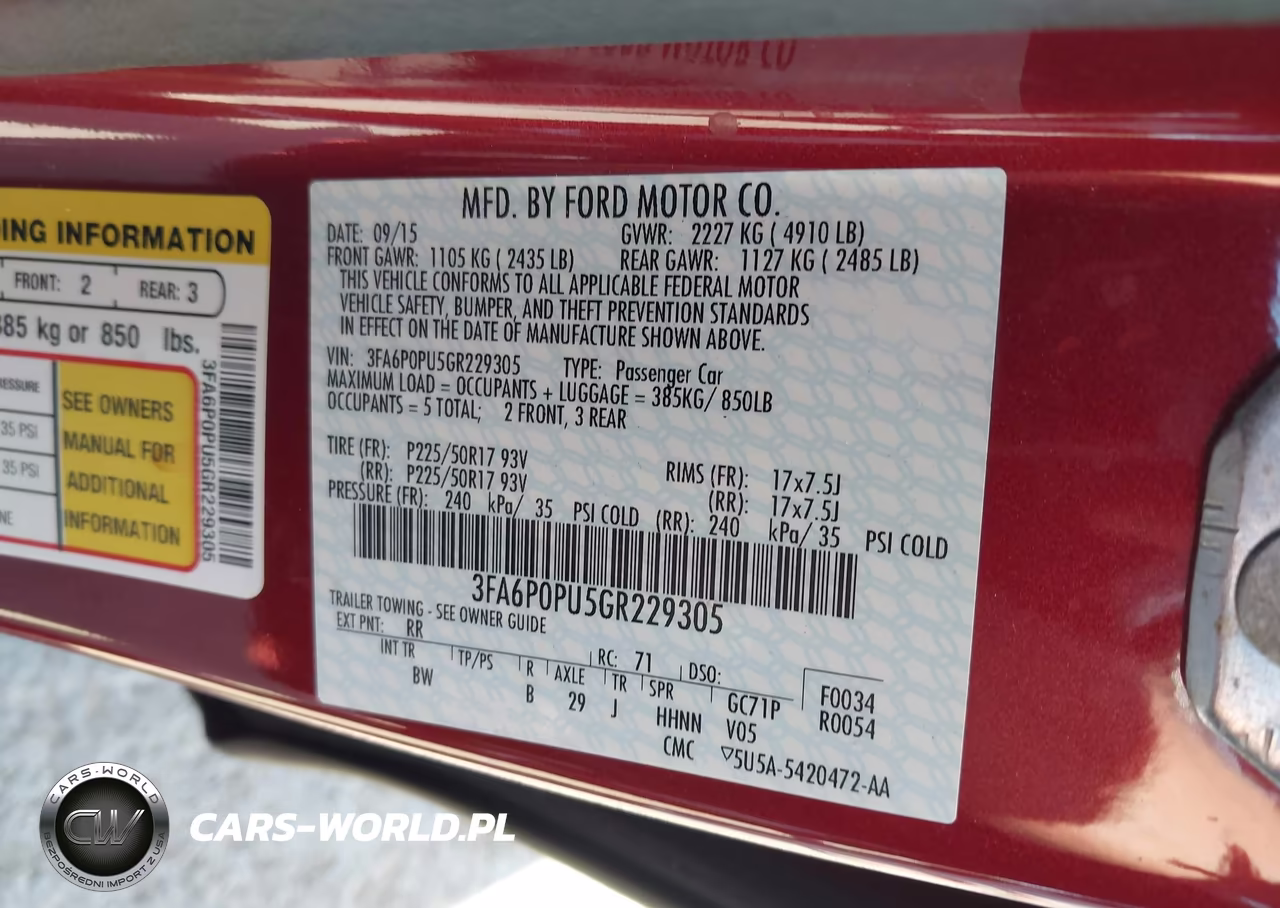 MOTOR CO
ING INFORMATION
FRONT: 2 REAR: 3
385 kg or 850 lbs.
ESSURE
35 PSI
35 PSI
NE
SEE OWNERS
MANUAL FOR
ADDITIONAL
INFORMATION
3FA6P0PU5GR229305
MFD. BY FORD MOTOR CO.
DATE: 09/15 GVWR: 2227 KG ( 4910 LB)
FRONT GAWR: 1105 KG ( 2435 LB) REAR GAWR: 1127 KG ( 2485 LB)
THIS VEHICLE CONFORMS TO ALL APPLICABLE FEDERAL MOTOR
VEHICLE SAFETY, BUMPER, AND THEFT PREVENTION STANDARDS
IN EFFECT ON THE DATE OF MANUFACTURE SHOWN ABOVE.
VIN: 3FA6P0PU5GR229305 TYPE: Passenger Car
MAXIMUM LOAD = OCCUPANTS + LUGGAGE = 385KG/ 850LB
OCCUPANTS = 5 TOTAL; 2 FRONT, 3 REAR
TIRE (FR): P225/50R17 93V RIMS (FR): 17x7.5J
(RR): P225/50R17 93V (RR): 17x7.5J
PRESSURE (FR): 240 kPa/ 35 PSI COLD (RR): 240 kPa/ 35 PSI COLD
3FA6P0PU5GR229305
TRAILER TOWING - SEE OWNER GUIDE
EXT PNT: RR RC: 71 DSO:
INT TR TP/PS R AXLE TR SPR GC71P F0034
BW B 29 J HHNN V05 R0054
CMC ▽5U5A-5420472-AA
CARS-WORLD
CW
BEZPOŚREDNI IMPORT Z USA
CARS-WORLD.PL